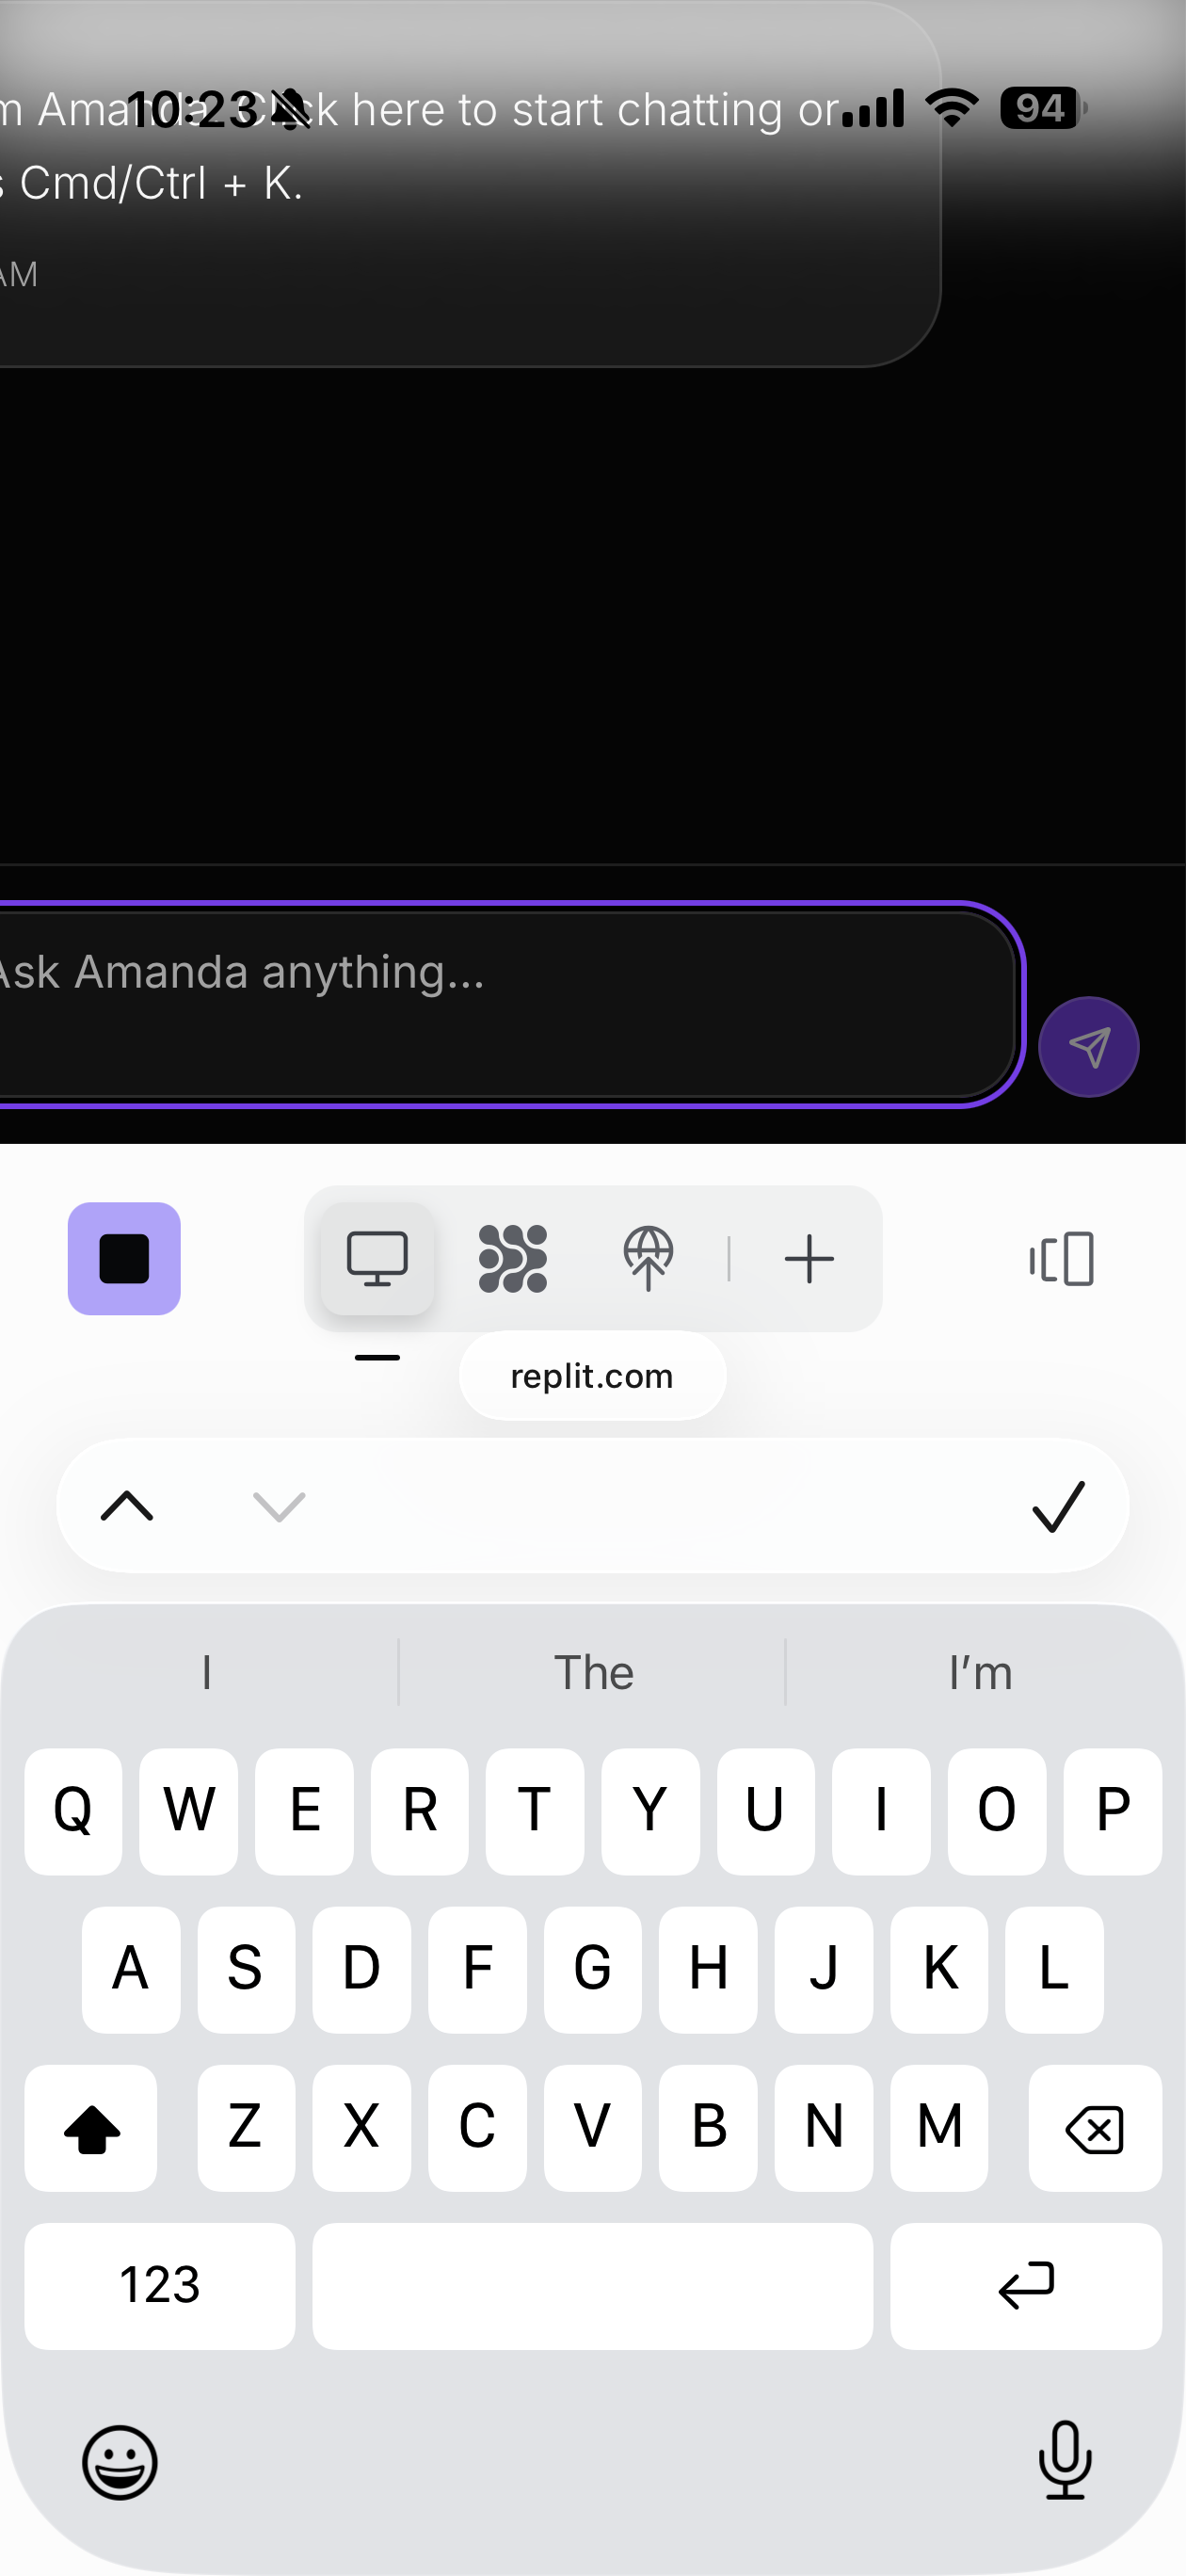 m Amanda. Click here to start chatting or
10:23
94
s Cmd/Ctrl + K.
AM
Ask Amanda anything...
replit.com
I The I'm
Q W E R T Y U I O P
A S D F G H J K L
Z X C V B N M
123